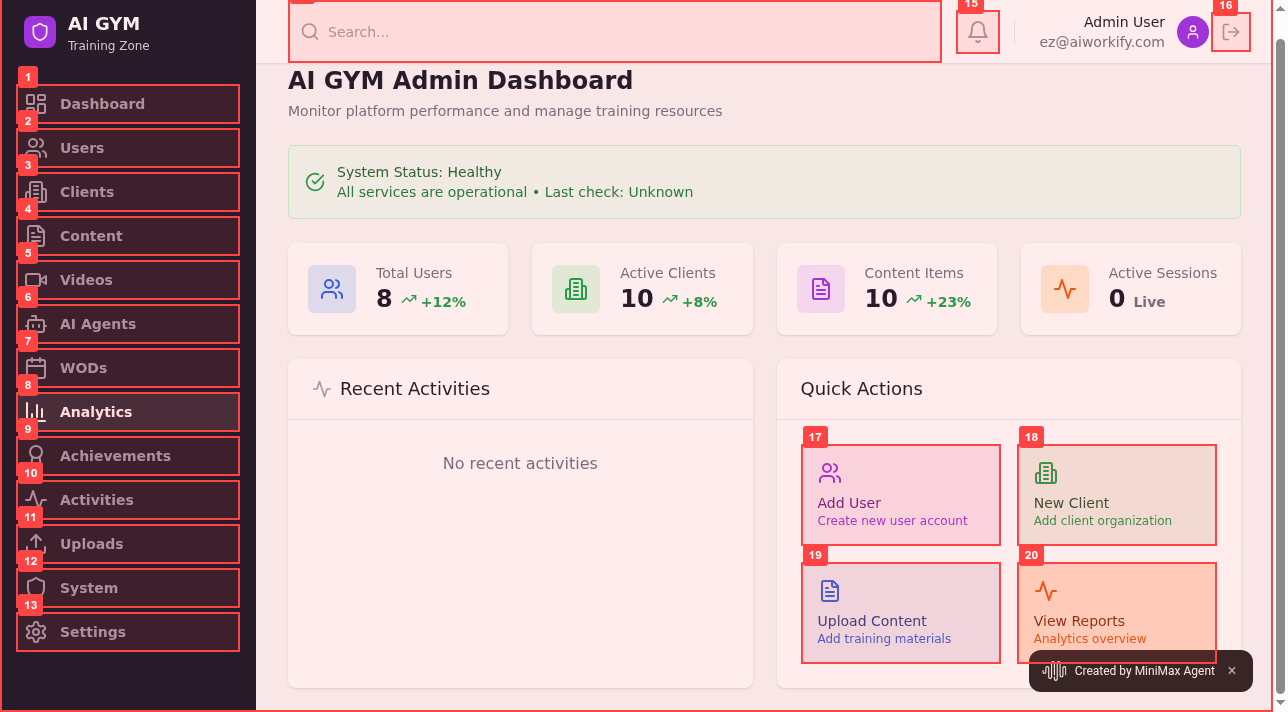 AI GYM
Training Zone
1
Dashboard
2
Users
3
Clients
4
Content
5
Videos
6
AI Agents
7
WODs
8
Analytics
9
Achievements
10
Activities
11
Uploads
12
System
13
Settings
Search...
15
Admin User
ez@aiworkify.com
16
AI GYM Admin Dashboard
Monitor platform performance and manage training resources
System Status: Healthy
All services are operational • Last check: Unknown
Total Users
8 +12%
Active Clients
10 +8%
Content Items
10 +23%
Active Sessions
0 Live
Recent Activities
No recent activities
Quick Actions
17
Add User
Create new user account
18
New Client
Add client organization
19
Upload Content
Add training materials
20
View Reports
Analytics overview
Created by MiniMax Agent ×